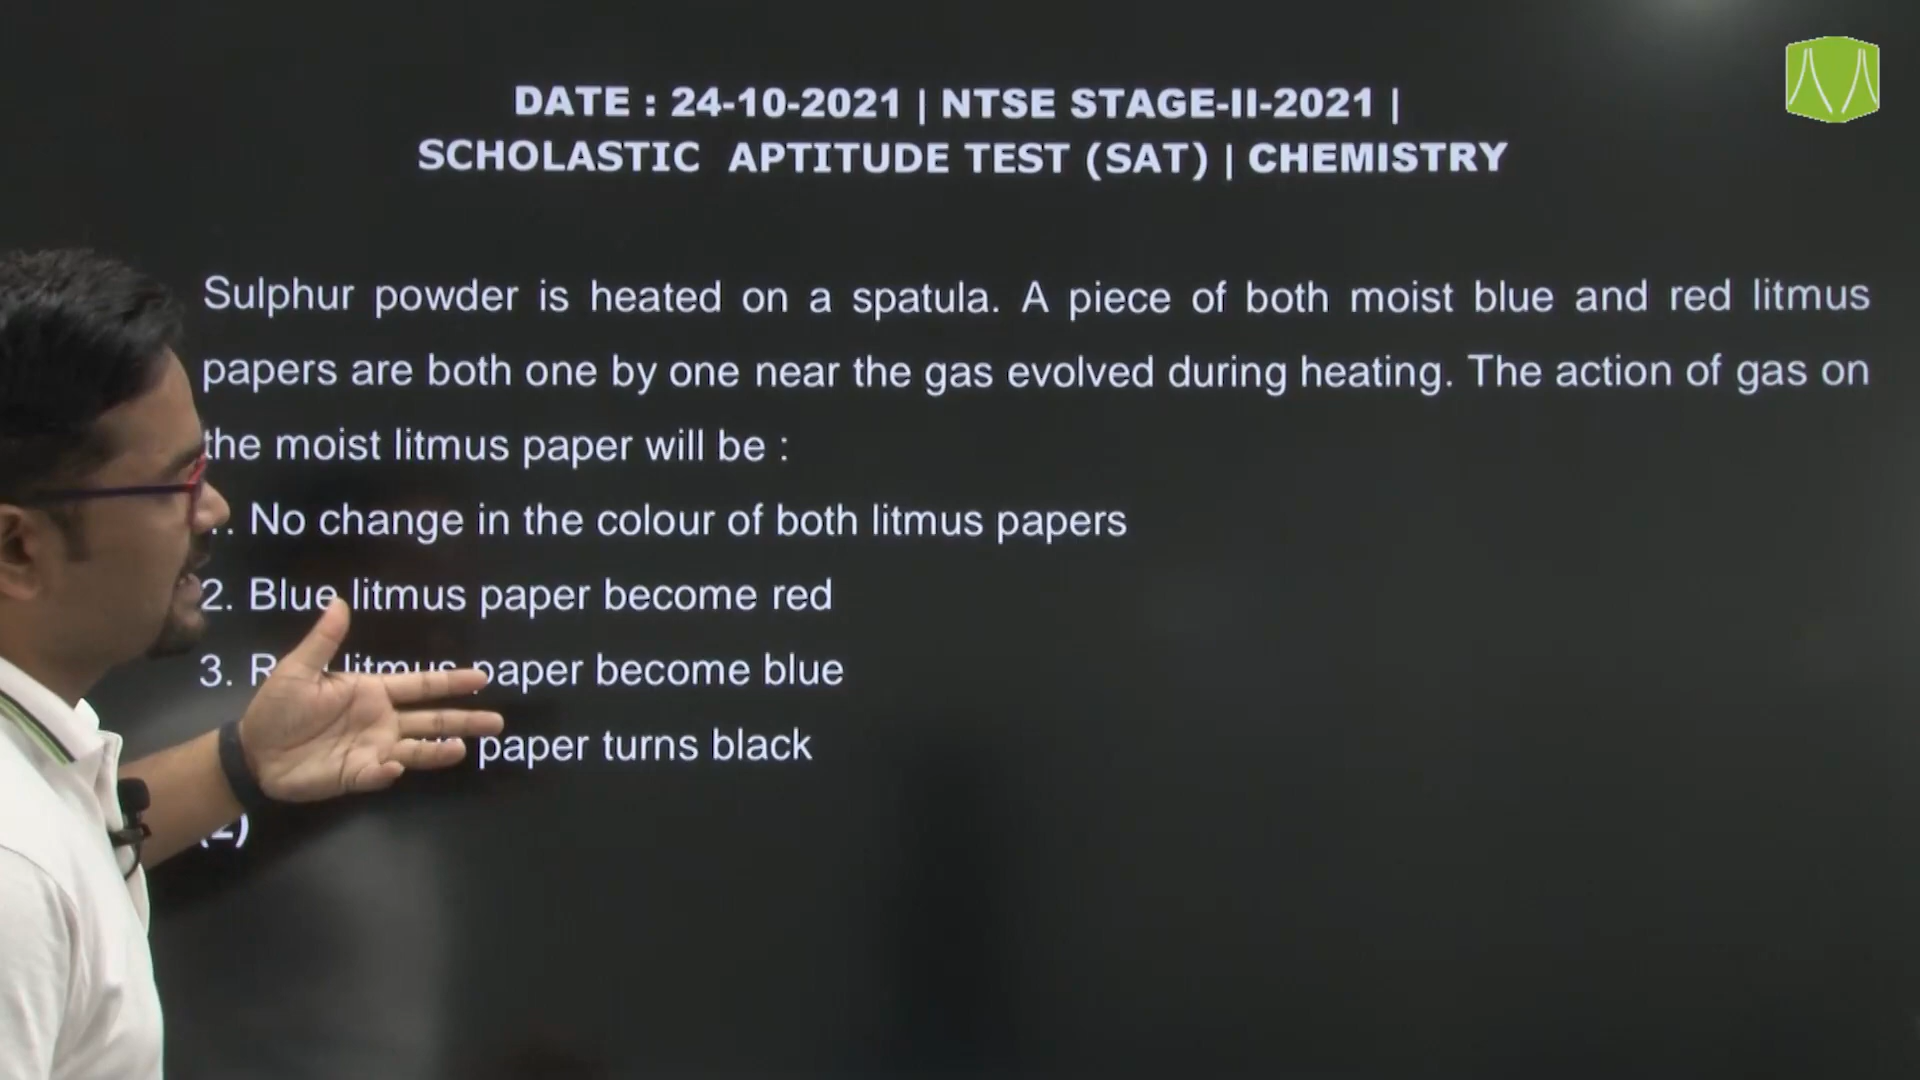 DATE : 24-10-2021 | NTSE STAGE-II-2021 |
SCHOLASTIC APTITUDE TEST (SAT) | CHEMISTRY
Sulphur powder is heated on a spatula. A piece of both moist blue and red litmus
papers are both one by one near the gas evolved during heating. The action of gas on
the moist litmus paper will be :
. No change in the colour of both litmus papers
2. Blue litmus paper become red
3. litmus paper become blue
paper turns black
(2)